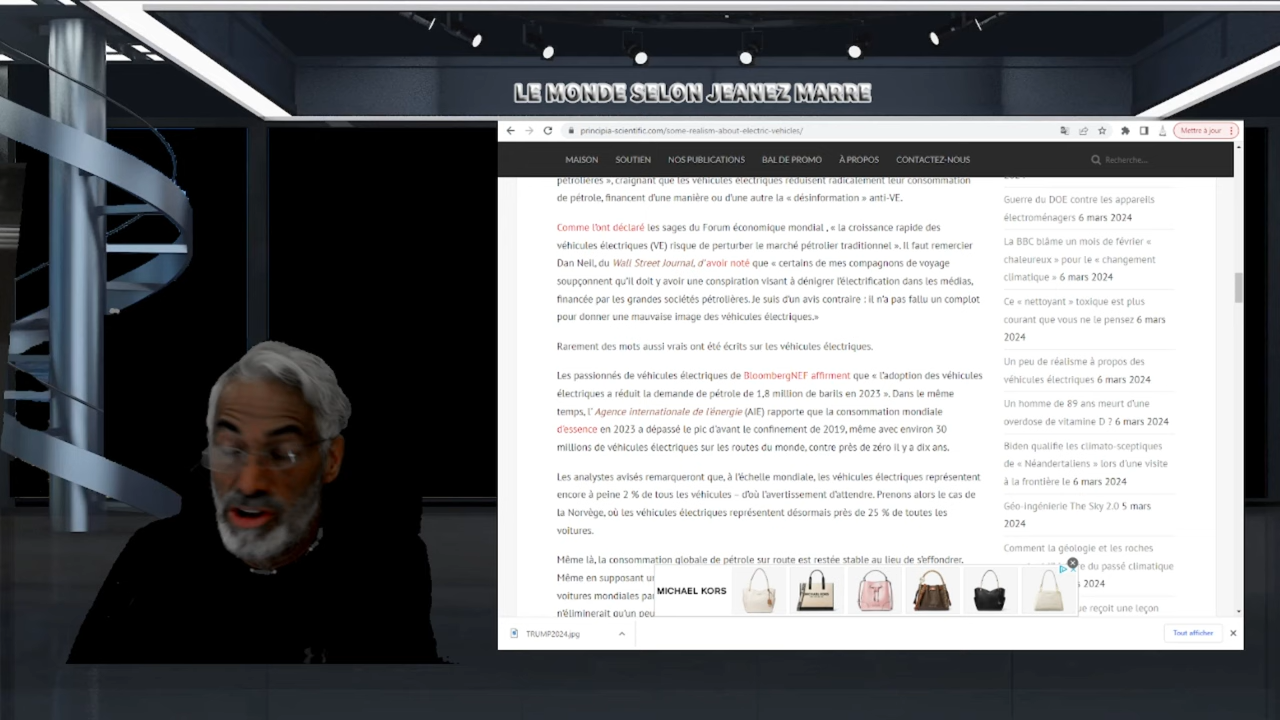 LE MONDE SELON JEANEZ MARRE
principia-scientific.com/some-realism-about-electric-vehicles/
Mettre à jour
MAISON SOUTIEN NOS PUBLICATIONS BAL DE PROMO À PROPOS CONTACTEZ-NOUS
Recherche...
pétrolières », craignant que les véhicules électriques réduisent radicalement leur consommation
de pétrole, financent d'une manière ou d'une autre la « désinformation » anti-VE.
Comme l'ont déclaré les sages du Forum économique mondial , « la croissance rapide des
véhicules électriques (VE) risque de perturber le marché pétrolier traditionnel ». Il faut remercier
Dan Neil, du Wall Street Journal, d'avoir noté que « certains de mes compagnons de voyage
soupçonnent qu'il doit y avoir une conspiration visant à dénigrer l'électrification dans les médias,
financée par les grandes sociétés pétrolières. Je suis d'un avis contraire : il n'a pas fallu un complot
pour donner une mauvaise image des véhicules électriques.»
Rarement des mots aussi vrais ont été écrits sur les véhicules électriques.
Les passionnés de véhicules électriques de BloombergNEF affirment que « l'adoption des véhicules
électriques a réduit la demande de pétrole de 1,8 million de barils en 2023 ». Dans le même
temps, l' Agence internationale de l'énergie (AIE) rapporte que la consommation mondiale
d'essence en 2023 a dépassé le pic d'avant le confinement de 2019, même avec environ 30
millions de véhicules électriques sur les routes du monde, contre près de zéro il y a dix ans.
Les analystes avisés remarqueront que, à l'échelle mondiale, les véhicules électriques représentent
encore à peine 2 % de tous les véhicules – d'où l'avertissement d'attendre. Prenons alors le cas de
la Norvège, où les véhicules électriques représentent désormais près de 25 % de toutes les
voitures.
Même là, la consommation globale de pétrole sur route est restée stable au lieu de s'effondrer.
Même en supposant
voitures mondiales
n'éliminerait qu'un peu
2024
Guerre du DOE contre les appareils
électroménagers 6 mars 2024
La BBC blâme un mois de février «
chaleureux » pour le « changement
climatique » 6 mars 2024
Ce « nettoyant » toxique est plus
courant que vous ne le pensez 6 mars
2024
Un peu de réalisme à propos des
véhicules électriques 6 mars 2024
Un homme de 89 ans meurt d'une
overdose de vitamine D ? 6 mars 2024
Biden qualifie les climato-sceptiques
de « Néandertaliens » lors d'une visite
à la frontière le 6 mars 2024
Géo-ingénierie The Sky 2.0 5 mars
2024
Comment la géologie et les roches
du passé climatique
mars 2024
reçoit une leçon
MICHAEL KORS
TRUMP2024.jpg
Tout afficher